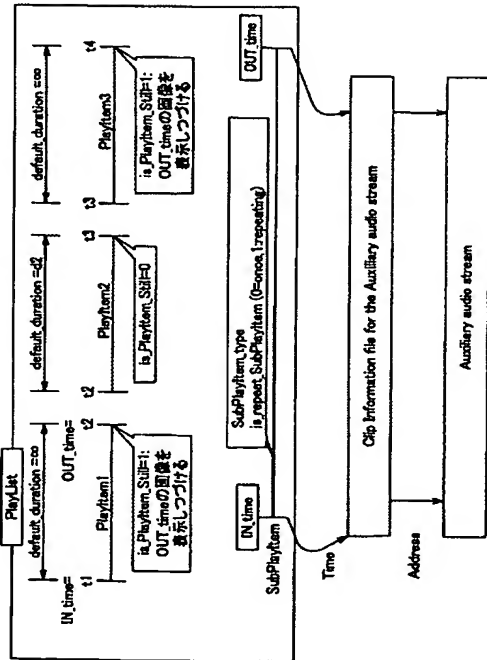 PlayList
default_duration =∞
default_duration =d2
default_duration =∞
IN_time=
OUT_time=
t1
t2
t2
t3
t3
t4
PlayItem1
PlayItem2
PlayItem3
is_PlayItem_Still=1:
OUT_timeの画像を
表示しつづける
is_PlayItem_Still=0
is_PlayItem_Still=1:
OUT_timeの画像を
表示しつづける
SubPlayItem_type
is_repeat_SubPlayItem (0=once,1:repeating)
IN_time
OUT_time
SubPlayItem
Time
Clip Information file for the Auxiliary audio stream
Address
Auxiliary audio stream